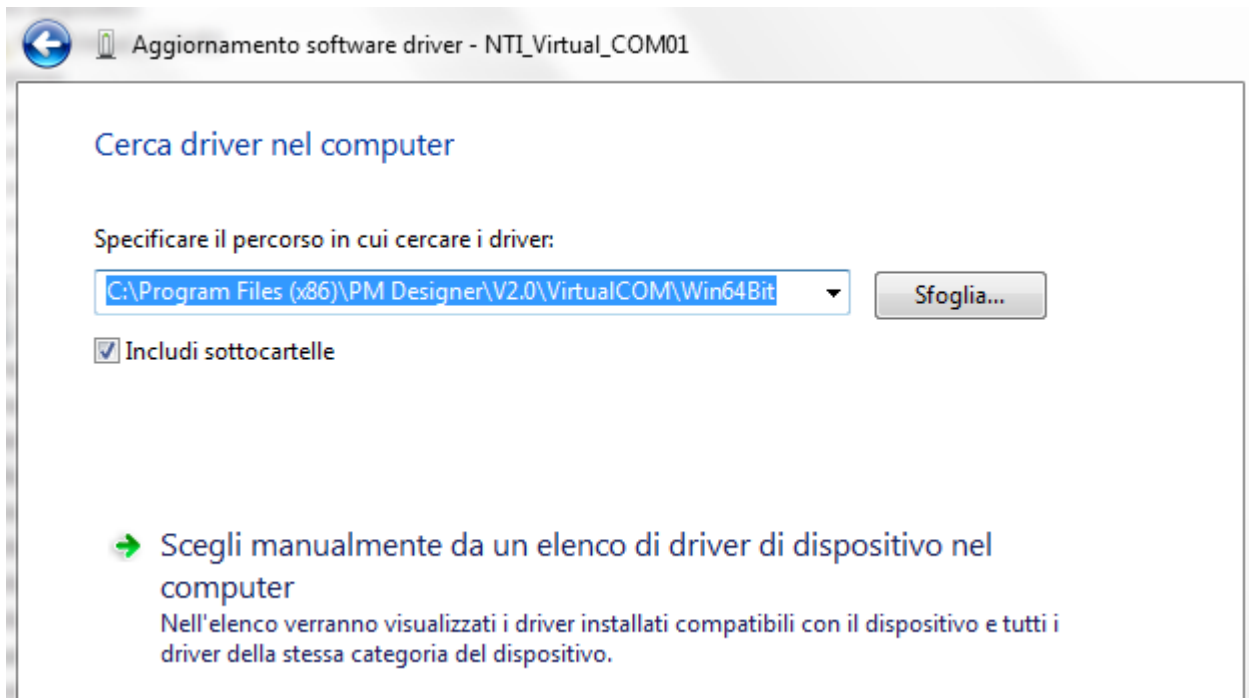 Aggiornamento software driver - NTI_Virtual_COM01
Cerca driver nel computer
Specificare il percorso in cui cercare i driver:
C:\Program Files (x86)\PM Designer\V2.0\VirtualCOM\Win64Bit
Sfoglia...
Includi sottocartelle
Scegli manualmente da un elenco di driver di dispositivo nel
computer
Nell'elenco verranno visualizzati i driver installati compatibili con il dispositivo e tutti i
driver della stessa categoria del dispositivo.